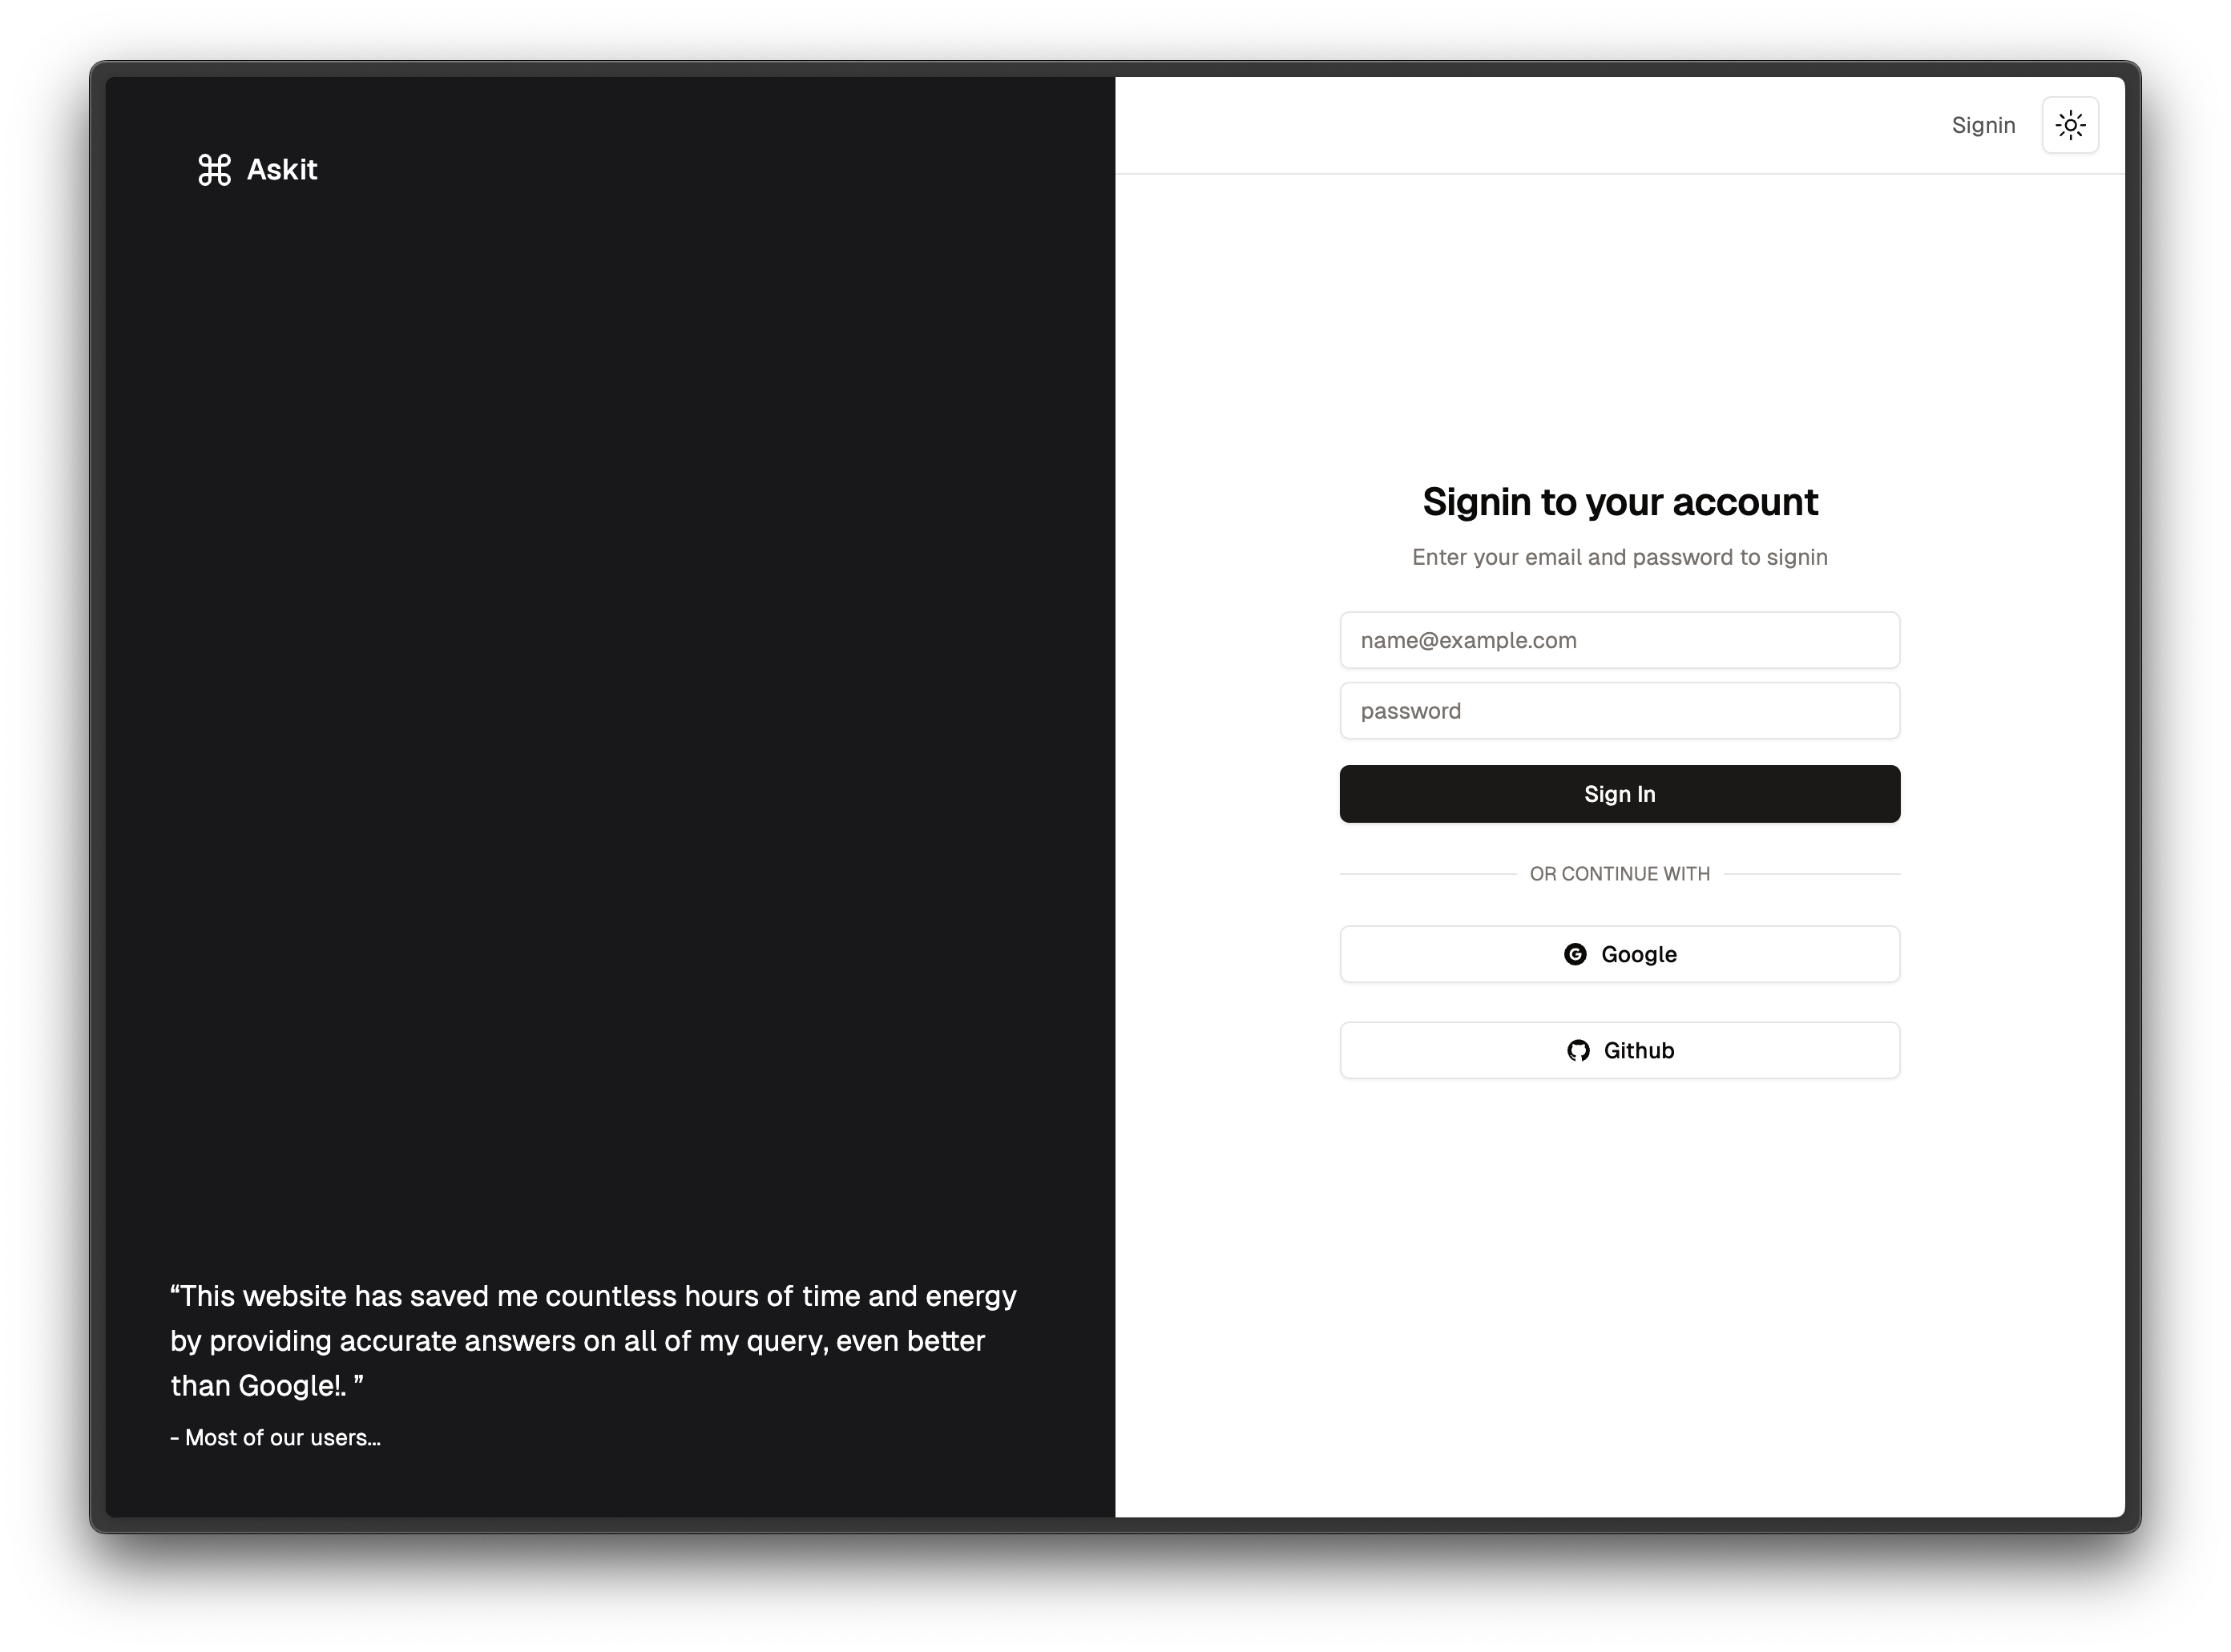 Askit
“This website has saved me countless hours of time and energy
by providing accurate answers on all of my query, even better
than Google!. ”
- Most of our users...
Signin
Signin to your account
Enter your email and password to signin
name@example.com
password
Sign In
OR CONTINUE WITH
Google
Github